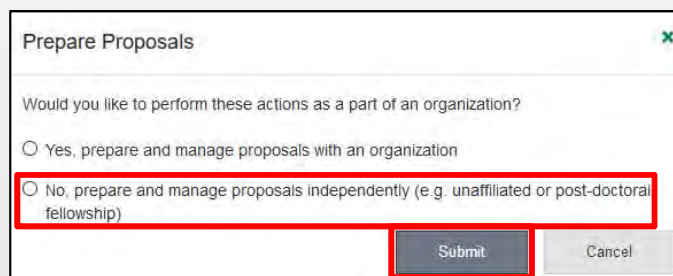 Prepare Proposals
Would you like to perform these actions as a part of an organization?
Yes, prepare and manage proposals with an organization
No, prepare and manage proposals independently (e.g. unaffiliated or post-doctoral
fellowship)
Submit Cancel